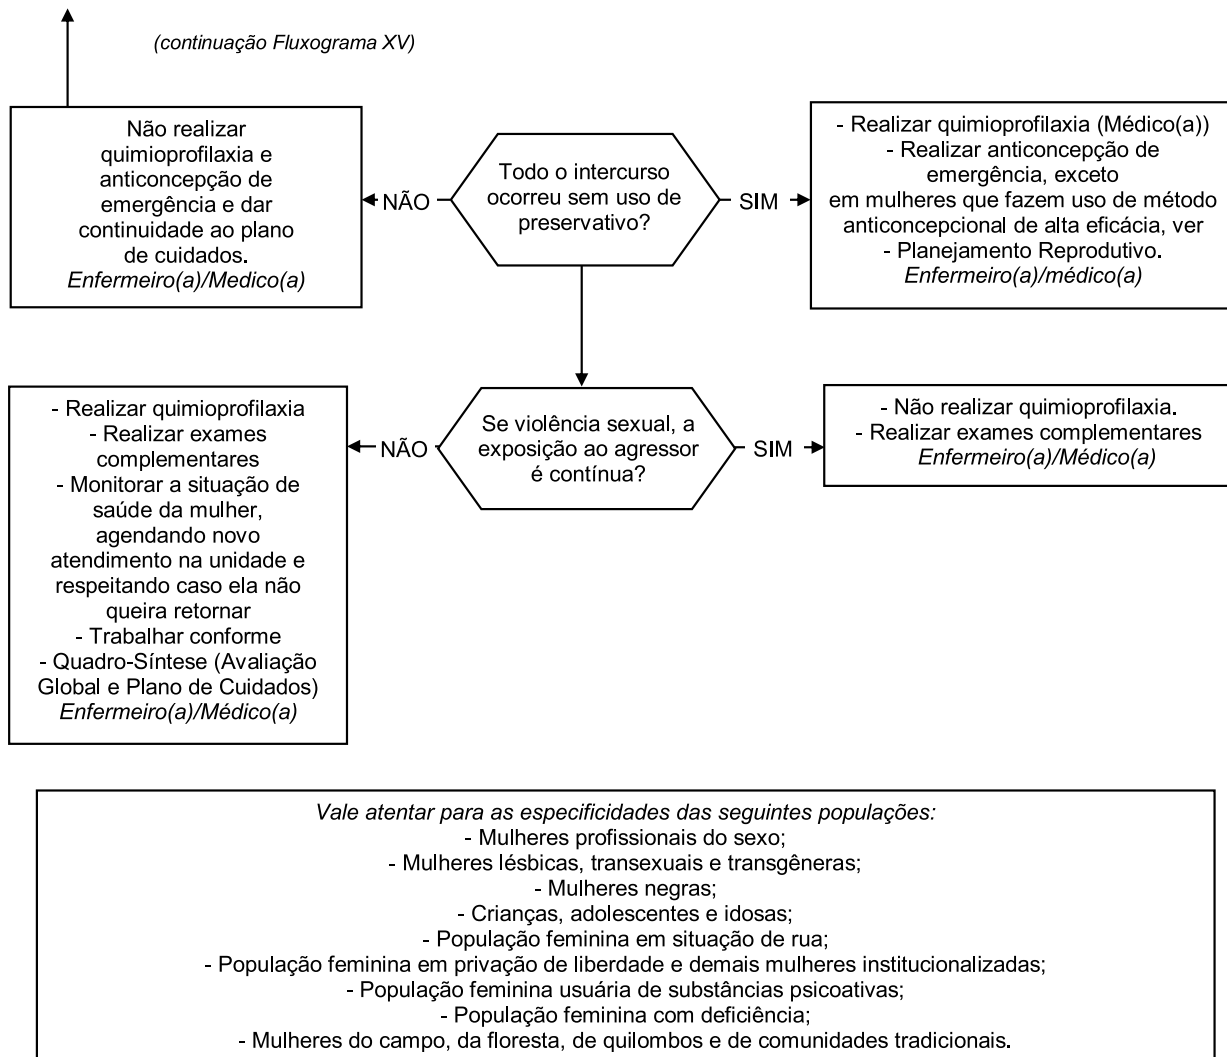 (continuação Fluxograma XV)
Não realizar
quimioprofilaxia e
anticoncepção de
emergência e dar
continuidade ao plano
de cuidados.
Enfermeiro(a)/Medico(a)
NÃO
Todo o intercurso
ocorreu sem uso de
preservativo?
SIM
- Realizar quimioprofilaxia (Médico(a))
- Realizar anticoncepção de
emergência, exceto
em mulheres que fazem uso de método
anticoncepcional de alta eficácia, ver
- Planejamento Reprodutivo.
Enfermeiro(a)/médico(a)
- Realizar quimioprofilaxia
- Realizar exames
complementares
- Monitorar a situação de
saúde da mulher,
agendando novo
atendimento na unidade e
respeitando caso ela não
queira retornar
- Trabalhar conforme
- Quadro-Síntese (Avaliação
Global e Plano de Cuidados)
Enfermeiro(a)/Médico(a)
NÃO
Se violência sexual, a
exposição ao agressor
é contínua?
SIM
- Não realizar quimioprofilaxia.
- Realizar exames complementares
Enfermeiro(a)/Médico(a)
Vale atentar para as especificidades das seguintes populações:
- Mulheres profissionais do sexo;
- Mulheres lésbicas, transexuais e transgêneras;
- Mulheres negras;
- Crianças, adolescentes e idosas;
- População feminina em situação de rua;
- População feminina em privação de liberdade e demais mulheres institucionalizadas;
- População feminina usuária de substâncias psicoativas;
- População feminina com deficiência;
- Mulheres do campo, da floresta, de quilombos e de comunidades tradicionais.